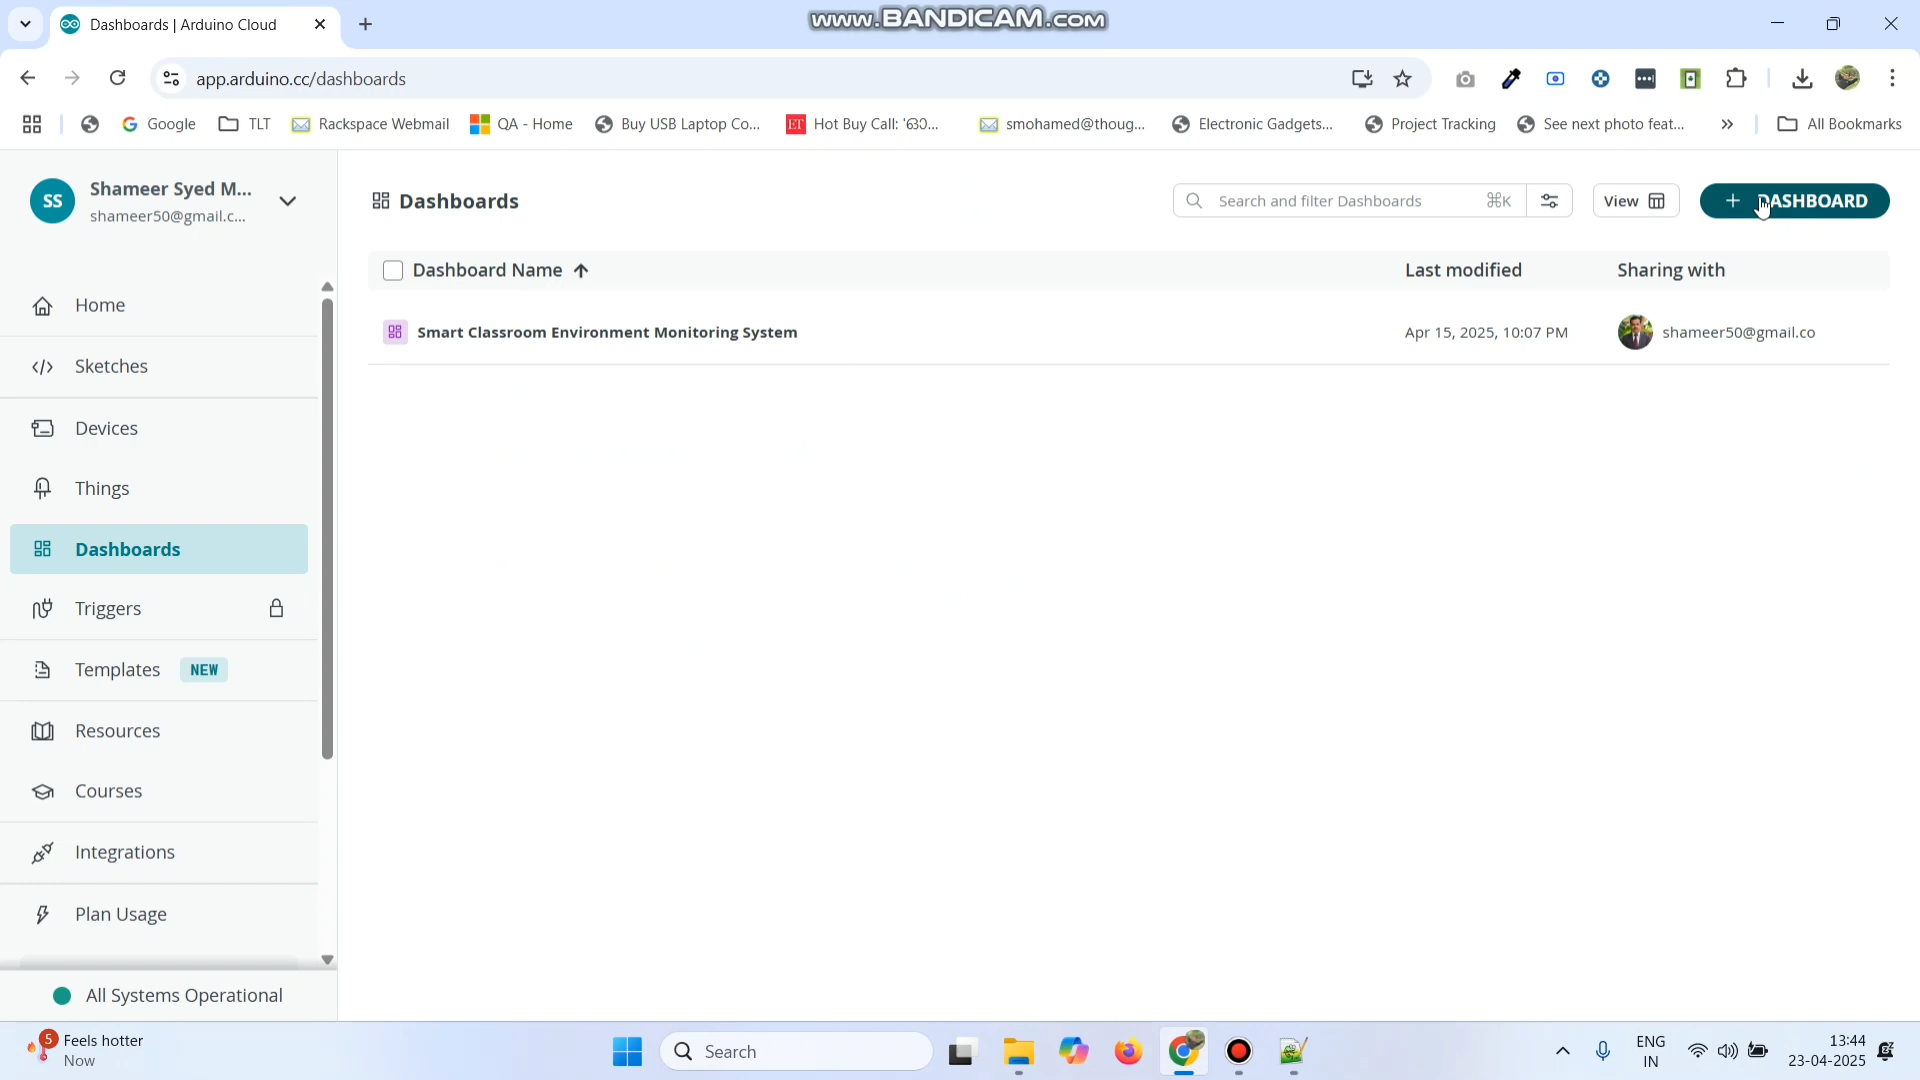 Dashboards | Arduino Cloud
www.BANDICAM.com
app.arduino.cc/dashboards
Google
TLT
Rackspace Webmail
QA - Home
Buy USB Laptop Co...
ET
Hot Buy Call: '630...
smohamed@thoug...
Electronic Gadgets...
Project Tracking
See next photo feat...
»
All Bookmarks
SS
Shameer Syed M...
shameer50@gmail.c...
Dashboards
Search and filter Dashboards
⌘K
View
+ DASHBOARD
Dashboard Name
Last modified
Sharing with
Smart Classroom Environment Monitoring System
Apr 15, 2025, 10:07 PM
shameer50@gmail.co
Home
Sketches
Devices
Things
Dashboards
Triggers
Templates NEW
Resources
Courses
Integrations
Plan Usage
All Systems Operational
5
Feels hotter
Now
Search
ENG
IN
13:44
23-04-2025